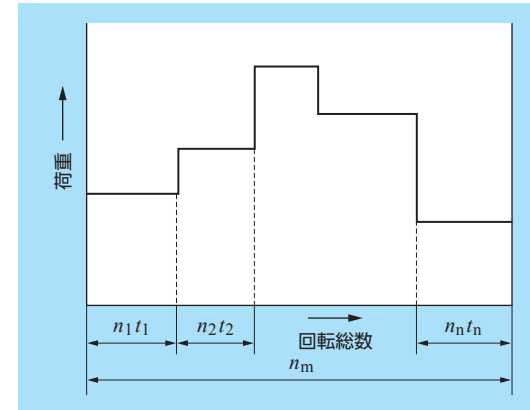 荷重
n₁t₁
n₂t₂
回転総数
nₙtₙ
nₘ